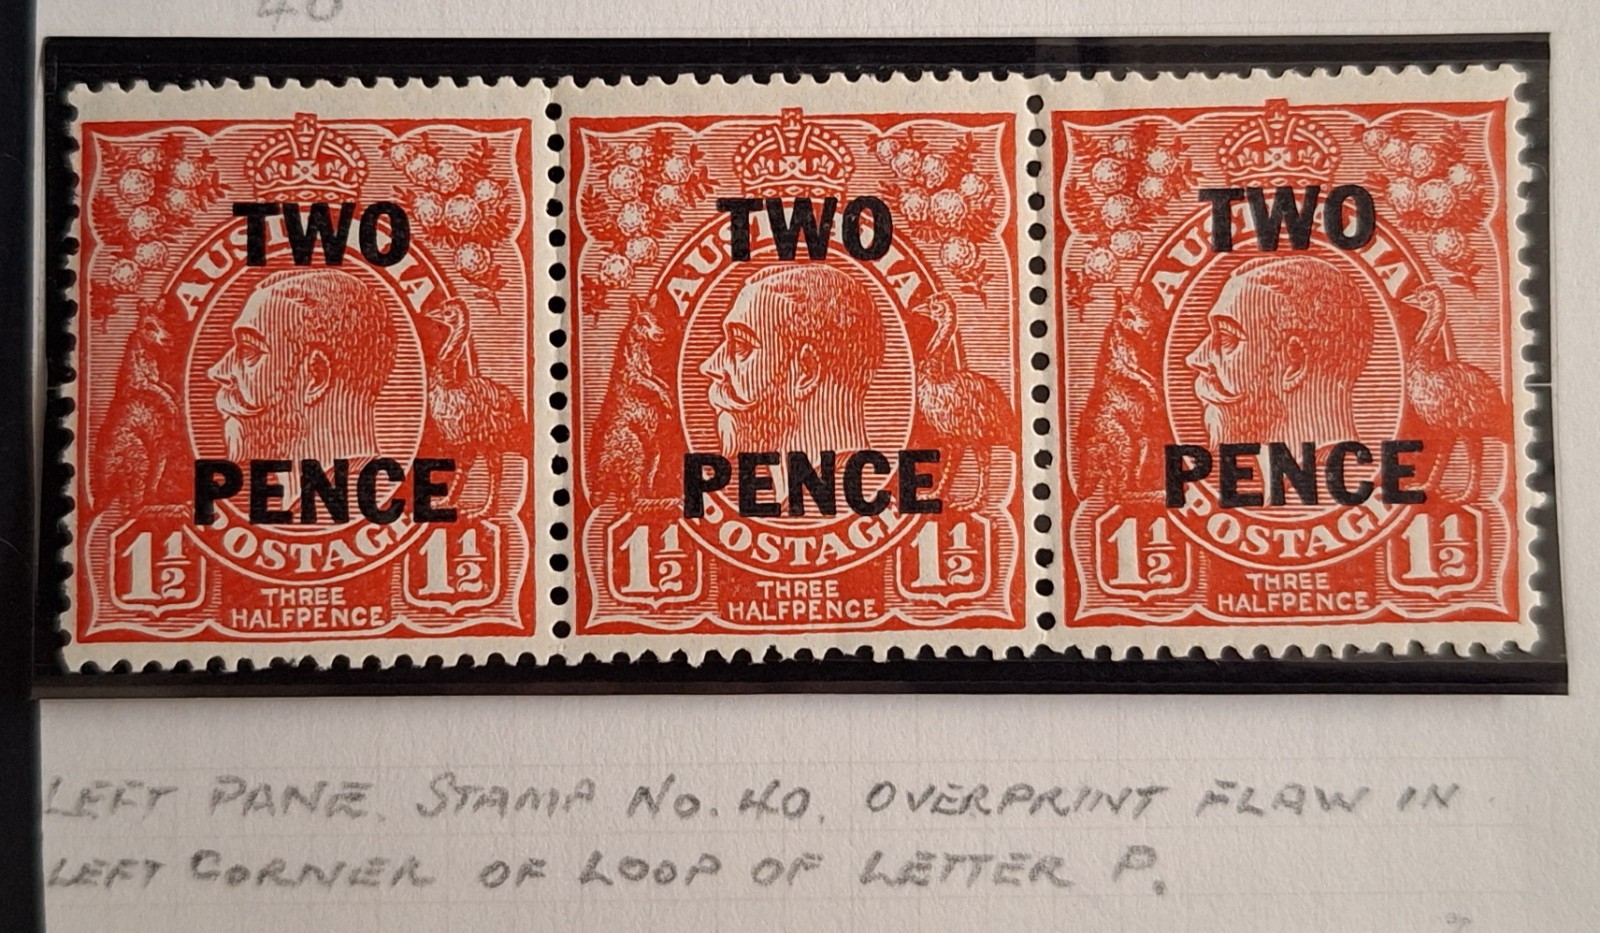 40
TWO TWO TWO
AUSTRALIA AUSTRALIA AUSTRALIA
PENCE PENCE PENCE
POSTAGE POSTAGE POSTAGE
1½ 1½ 1½ 1½ 1½ 1½
THREE THREE THREE
HALFPENCE HALFPENCE HALFPENCE
LEFT PANE. STAMP NO. 40. OVERPRINT FLAW IN
LEFT CORNER OF LOOP OF LETTER P.